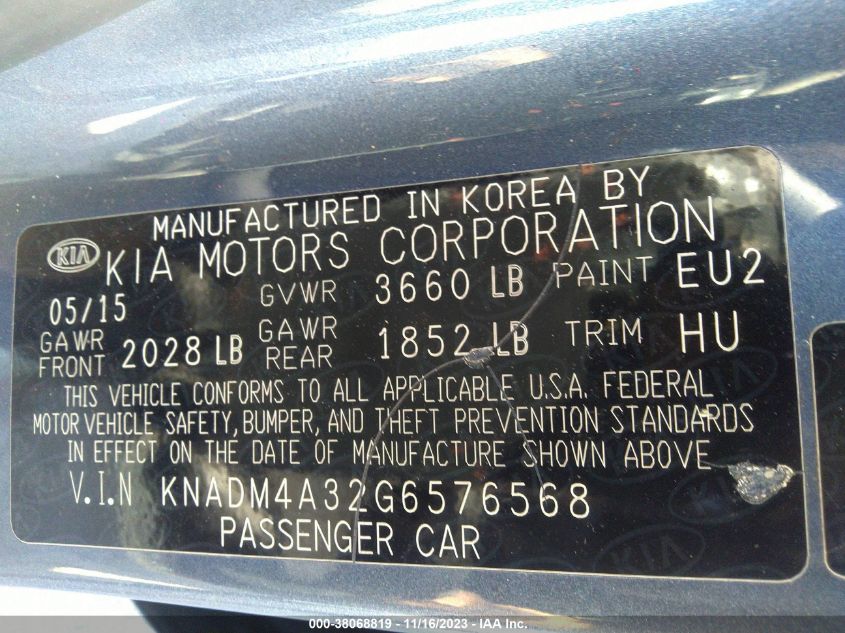 MANUFACTURED IN KOREA BY
KIA KIA MOTORS CORPORATION
05/15 GVWR 3660 LB PAINT EU2
GAWR FRONT 2028 LB GAWR REAR 1852 LB TRIM HU
THIS VEHICLE CONFORMS TO ALL APPLICABLE U.S.A. FEDERAL
MOTOR VEHICLE SAFETY, BUMPER, AND THEFT PREVENTION STANDARDS
IN EFFECT ON THE DATE OF MANUFACTURE SHOWN ABOVE
V.I.N KNADM4A32G6576568
PASSENGER CAR
000-38068819 - 11/16/2023 - IAA Inc.